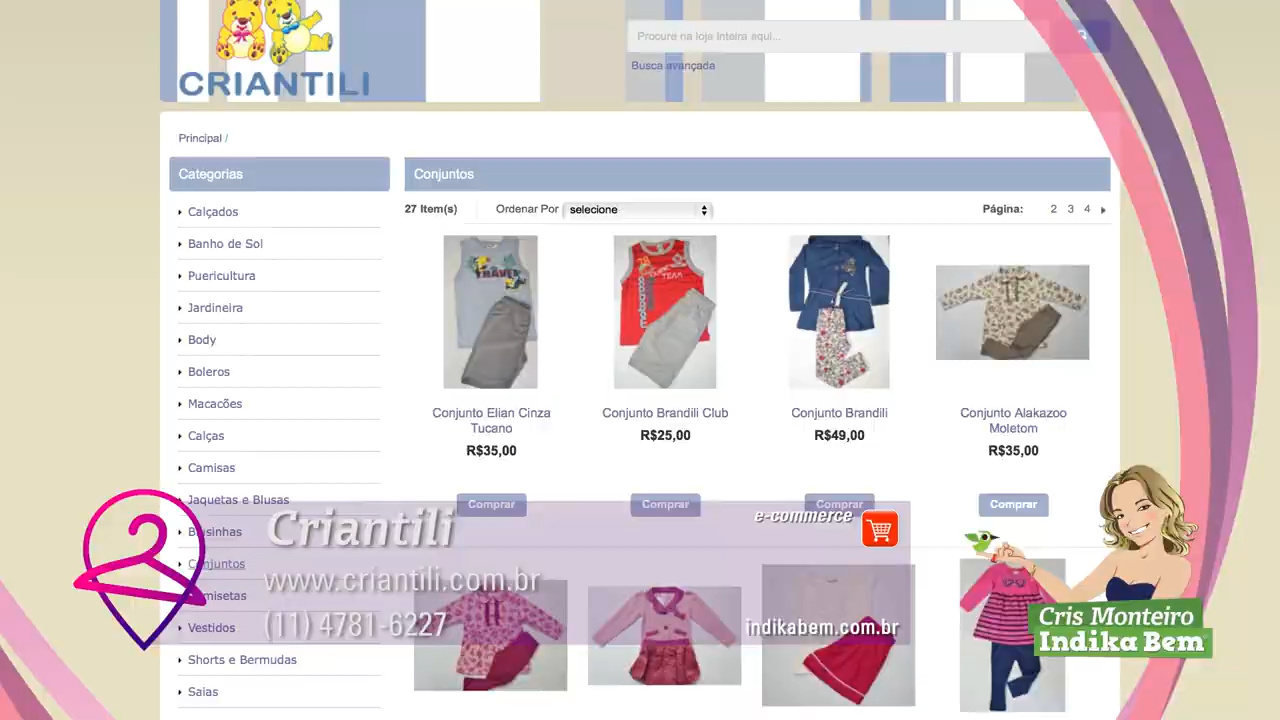 CRIANTILI
Procure na loja inteira aqui...
Busca avançada
Principal /
Categorias
Calçados
Banho de Sol
Puericultura
Jardineira
Body
Boleros
Macacões
Calças
Camisas
Jaquetas e Blusas
Blusinhas
Conjuntos
Camisetas
Vestidos
Shorts e Bermudas
Saias
Conjuntos
27 Item(s)
Ordenar Por selecione
Página: 2 3 4
Conjunto Elian Cinza Tucano
R$35,00
Comprar
Conjunto Brandili Club
R$25,00
Comprar
Conjunto Brandili
R$49,00
Comprar
Conjunto Alakazoo Moletom
R$35,00
Comprar
Criantili
www.criantili.com.br
(11) 4781-6227
e-commerce
indikabem.com.br
Cris Monteiro
Indika Bem